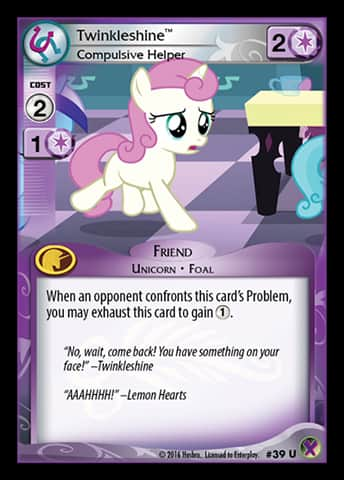 Twinkleshine™
Compulsive Helper
2
COST
2
1
FRIEND
UNICORN • FOAL
When an opponent confronts this card's Problem,
you may exhaust this card to gain 1.
"No, wait, come back! You have something on your
face!" –Twinkleshine
"AAAHHHH!" –Lemon Hearts
© 2016 Hasbro. Licensed to Enterplay. #39 U